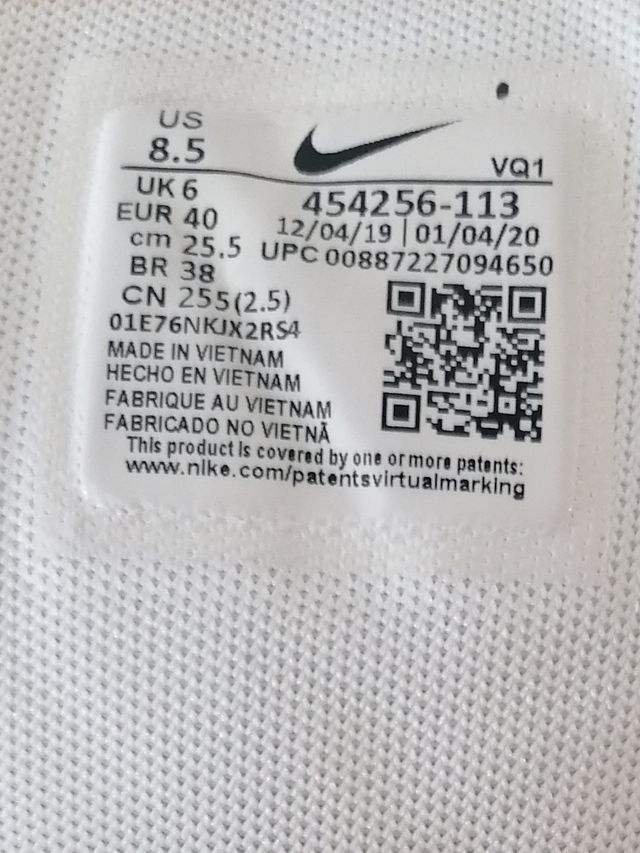 US
8.5
VQ1
UK 6
454256-113
EUR 40
12/04/19 | 01/04/20
cm 25.5
UPC 00887227094650
BR 38
CN 255(2.5)
01E76NKJX2RS4
MADE IN VIETNAM
HECHO EN VIETNAM
FABRIQUE AU VIETNAM
FABRICADO NO VIETNÃ
This product is covered by one or more patents:
www.nike.com/patentsvirtualmarking